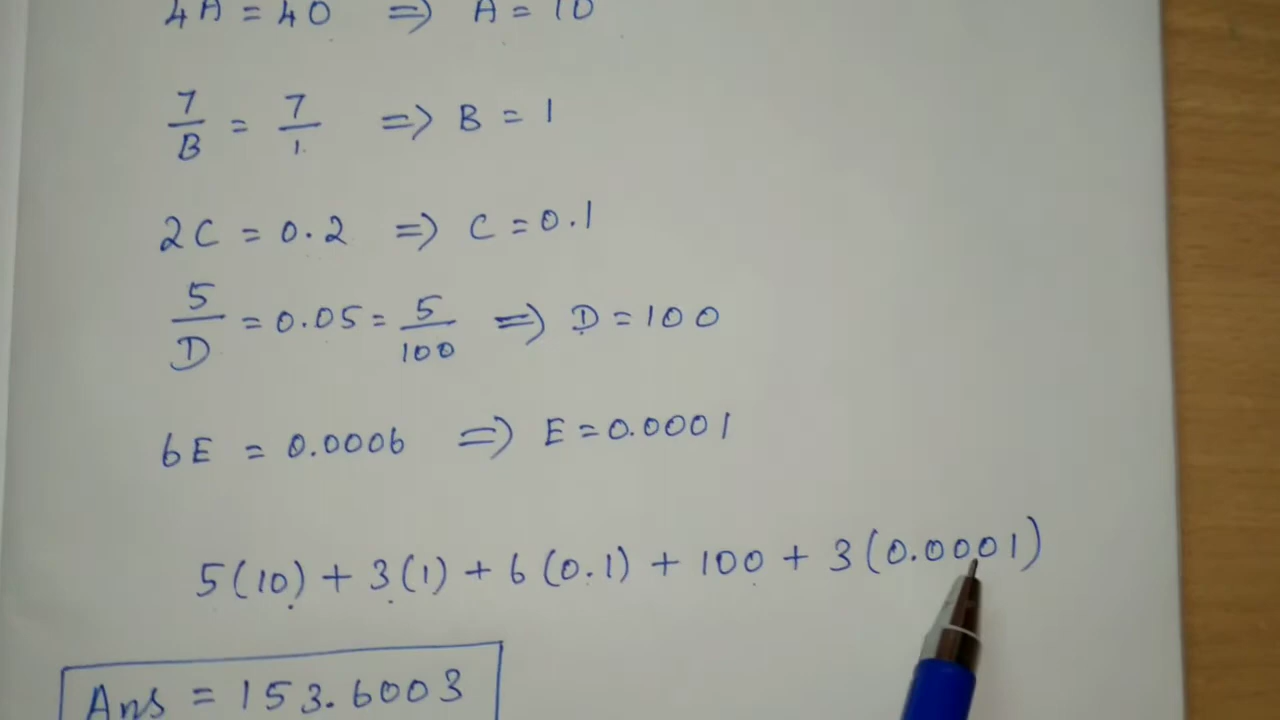 4A = 40 => A = 10
7/B = 7/1 => B = 1
2C = 0.2 => C = 0.1
5/D = 0.05 = 5/100 => D = 100
6E = 0.0006 => E = 0.0001
5(10) + 3(1) + 6(0.1) + 100 + 3(0.0001)
Ans = 153.6003